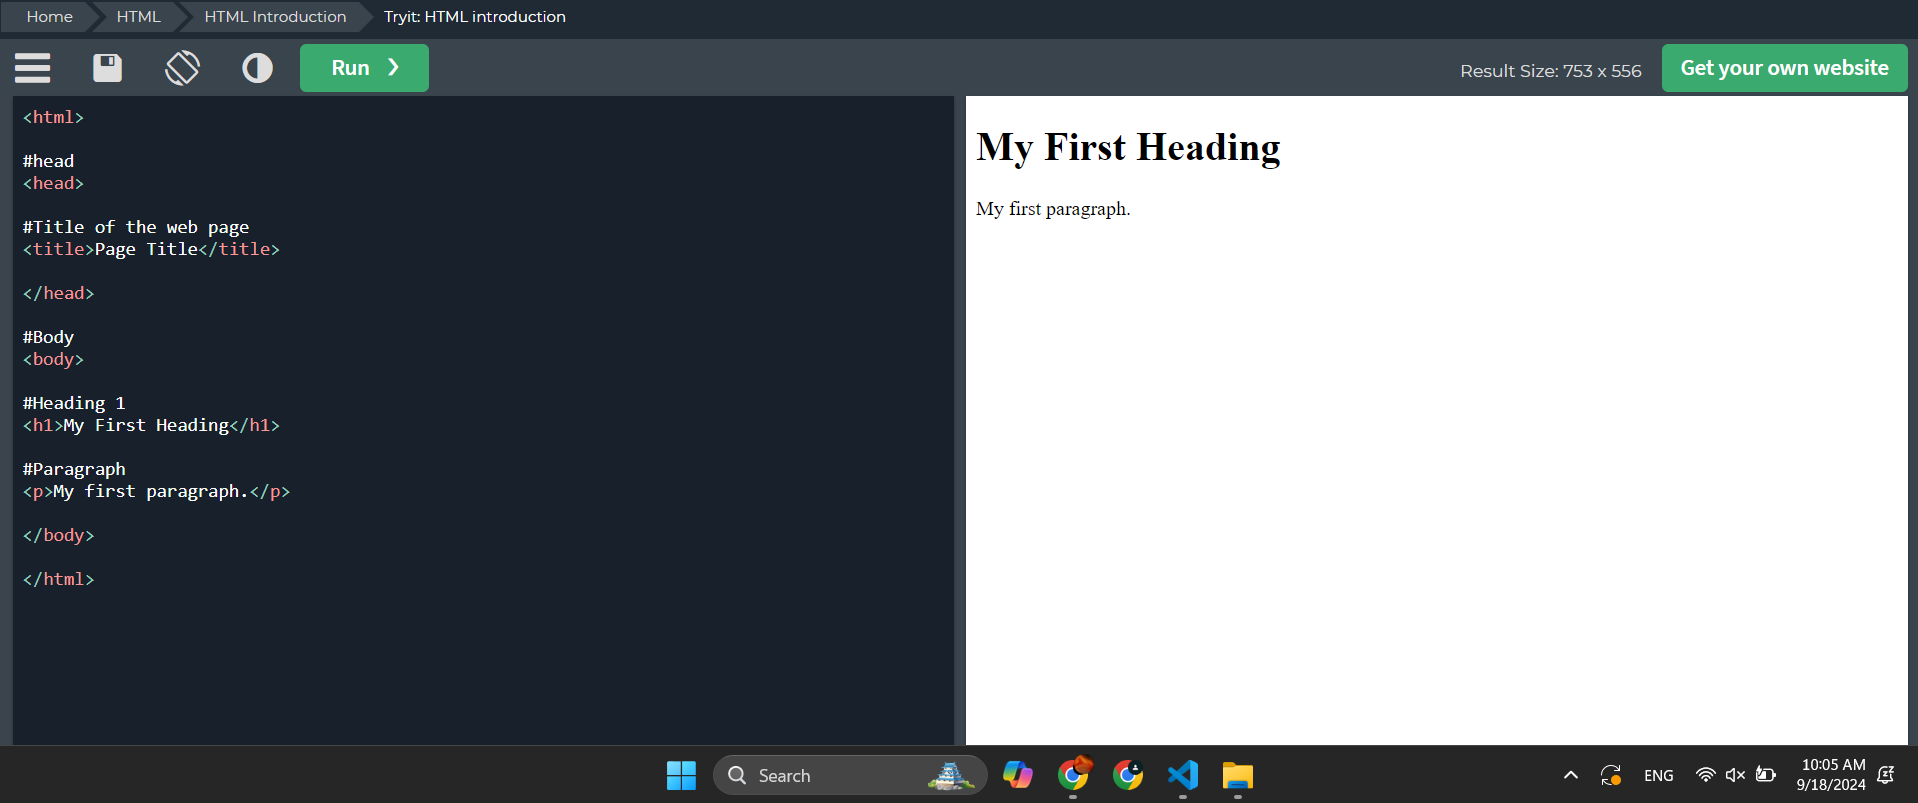 Home HTML HTML Introduction Tryit: HTML introduction
Run ❯ Result Size: 753 x 556 Get your own website
<html>
#head
<head>
#Title of the web page
<title>Page Title</title>
</head>
#Body
<body>
#Heading 1
<h1>My First Heading</h1>
#Paragraph
<p>My first paragraph.</p>
</body>
</html>
My First Heading
My first paragraph.
Search
ENG
10:05 AM
9/18/2024